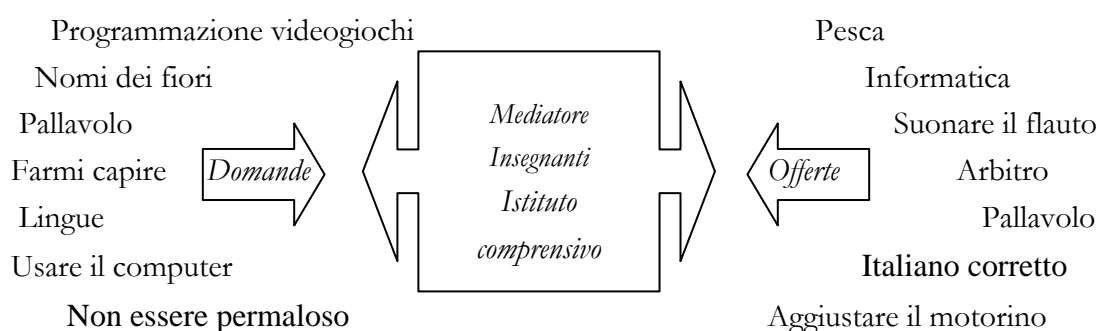 Programmazione videogiochi
Nomi dei fiori
Pallavolo
Farmi capire
Lingue
Usare il computer
Non essere permaloso
Domande
Mediatore
Insegnanti
Istituto
comprensivo
Offerte
Pesca
Informatica
Suonare il flauto
Arbitro
Pallavolo
Italiano corretto
Aggiustare il motorino